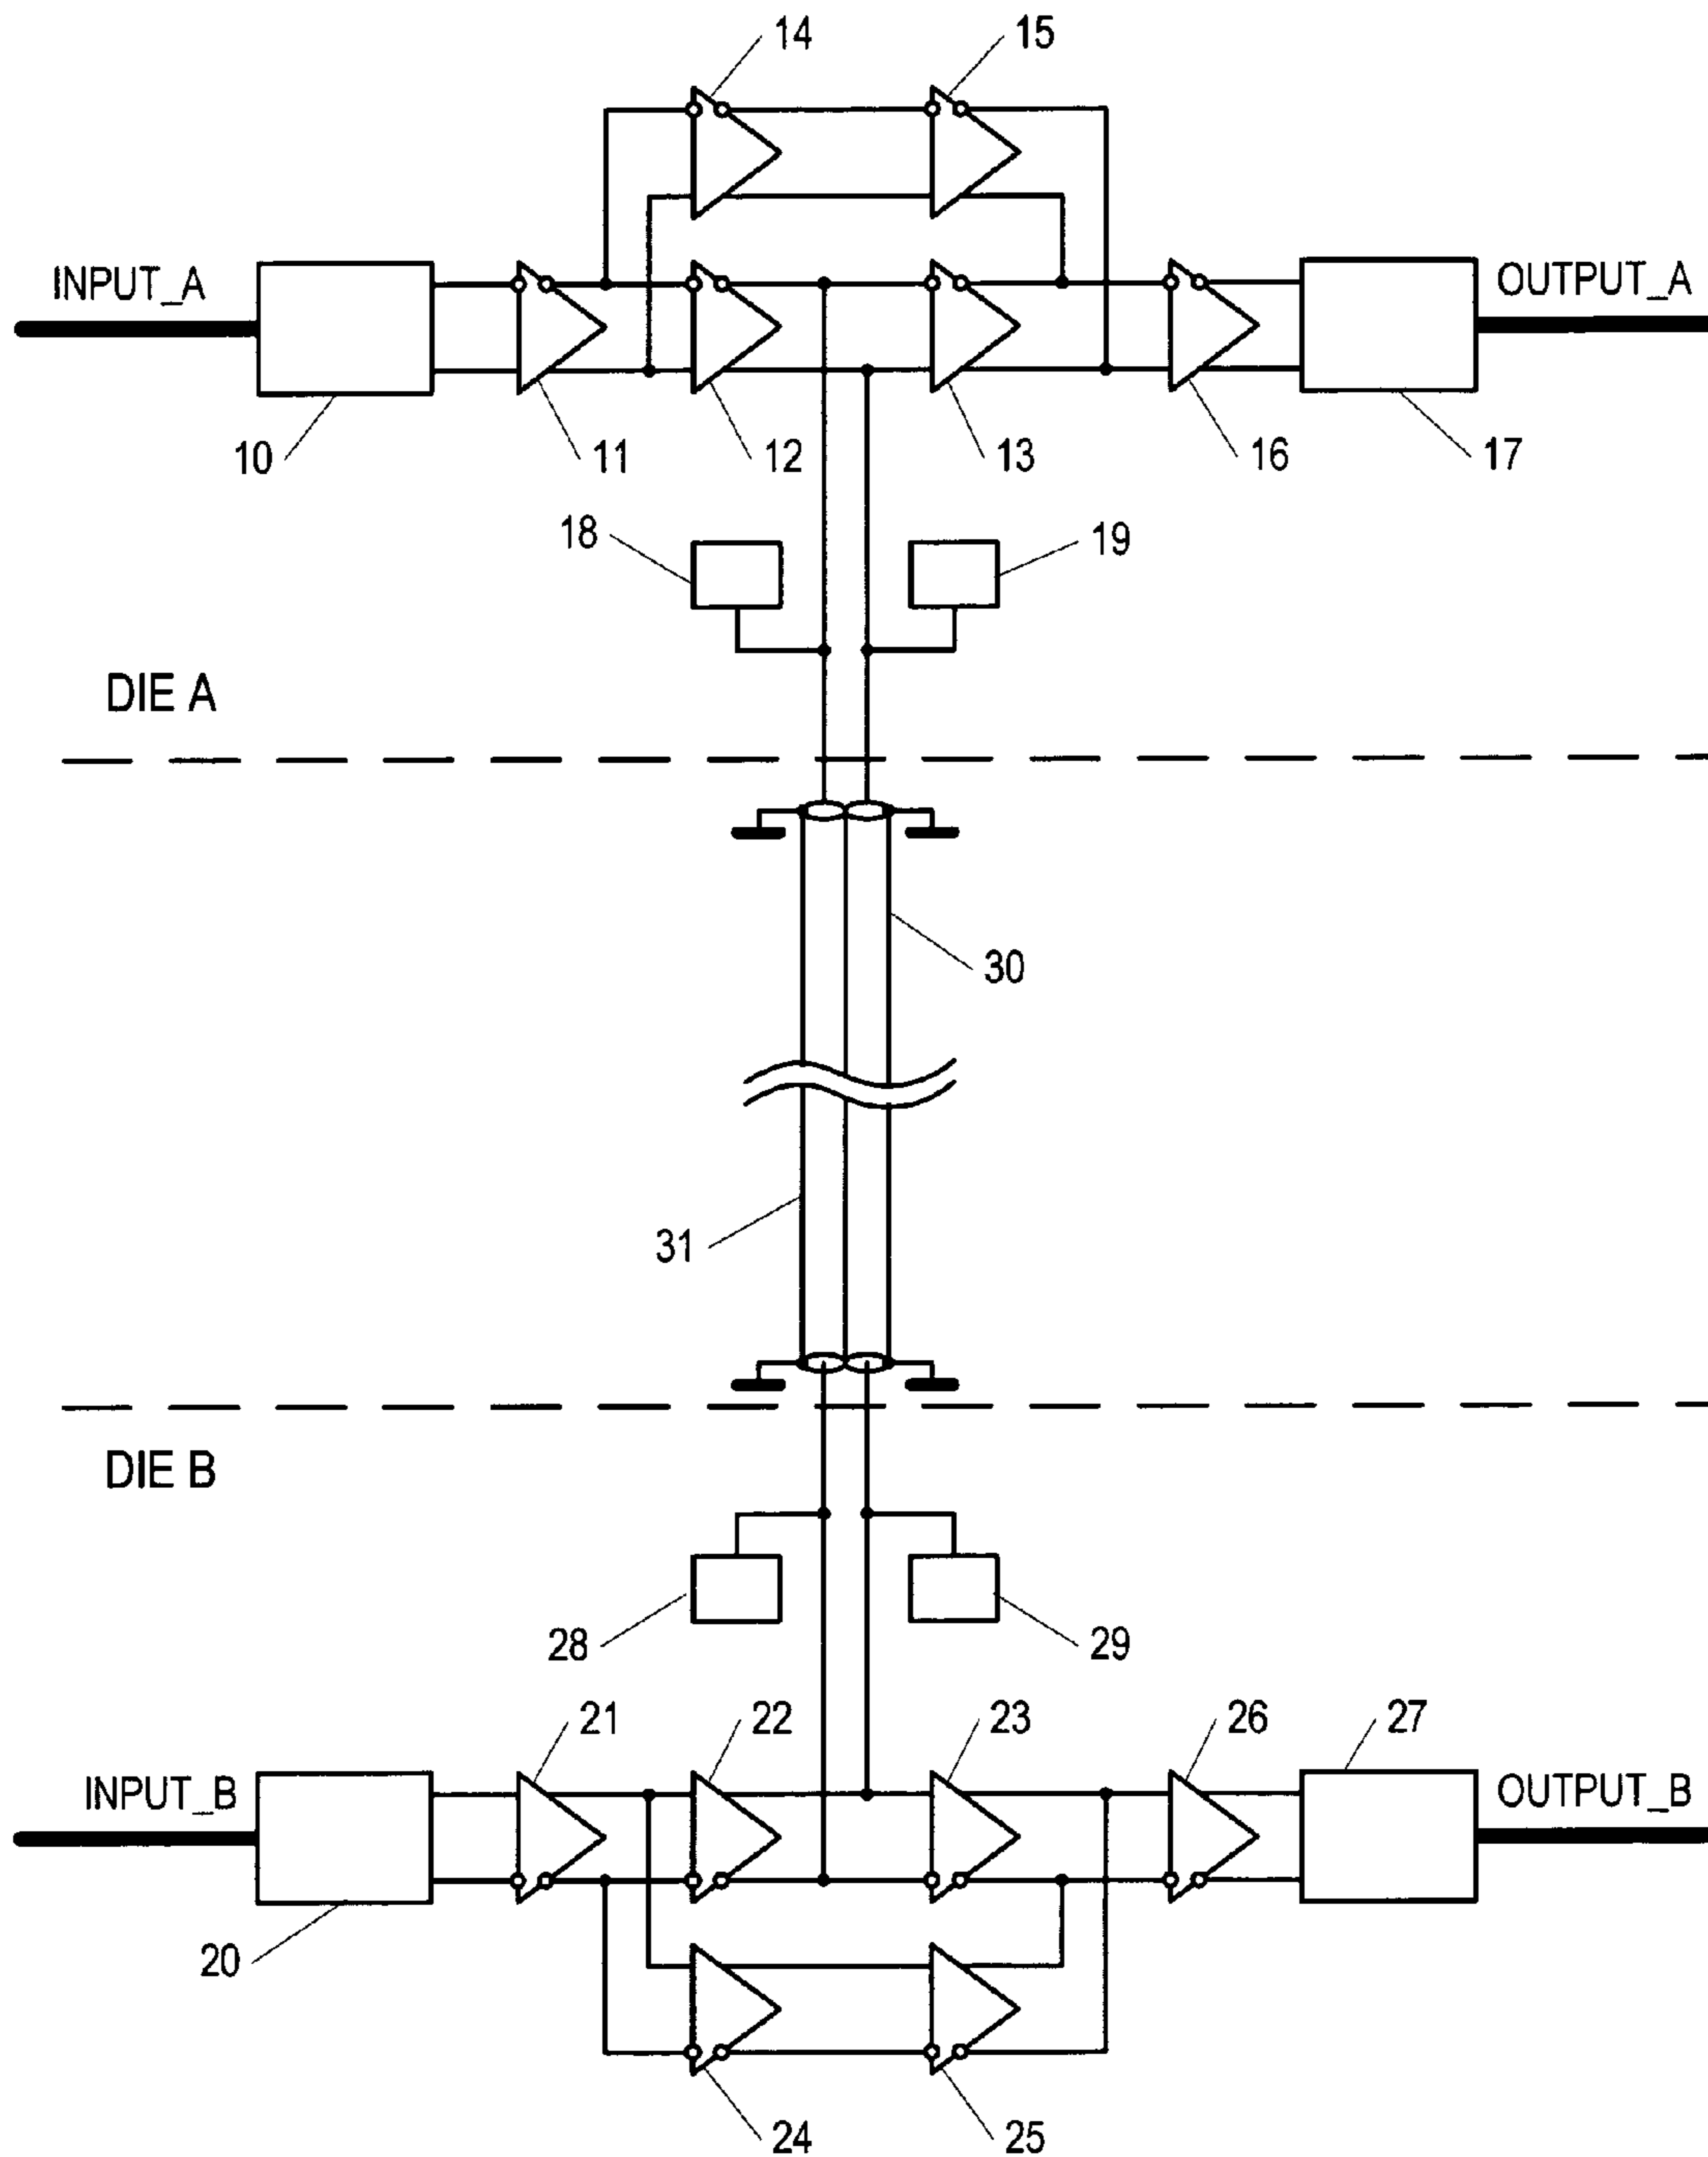 14 15
INPUT_A OUTPUT_A
10 11 12 13 16 17
18 19
DIE A
30
31
DIE B
28 29
21 22 23 26 27
INPUT_B OUTPUT_B
20
24 25